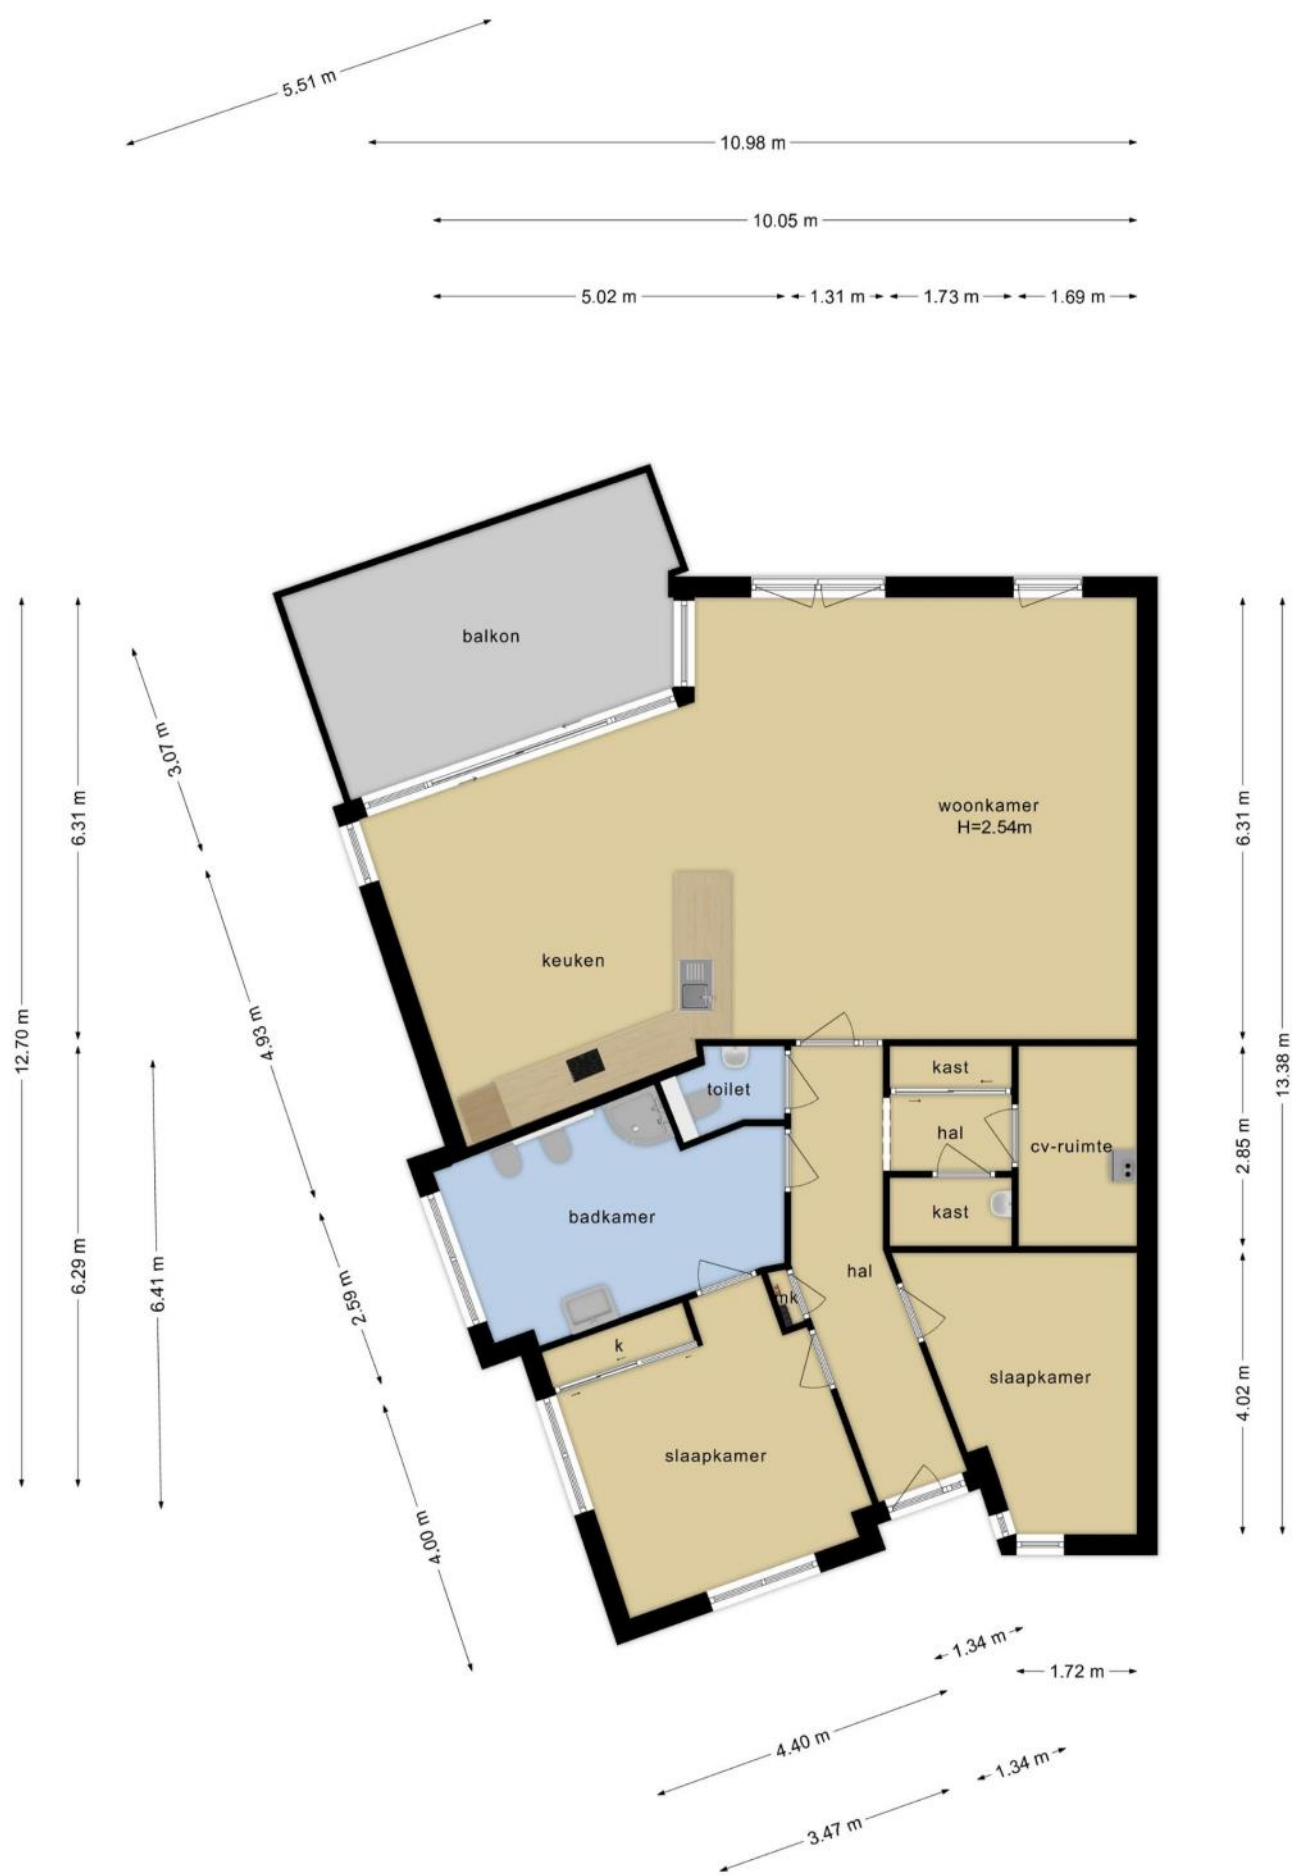 5.51 m
10.98 m
10.05 m
5.02 m
1.31 m
1.73 m
1.69 m
balkon
3.07 m
6.31 m
woonkamer
H=2.54m
6.31 m
keuken
12.70 m
4.93 m
13.38 m
kast
toilet
hal
cv-ruimte
2.85 m
kast
badkamer
6.29 m
6.41 m
2.59 m
hal
mk
k
slaapkamer
4.02 m
slaapkamer
4.00 m
1.34 m
1.72 m
4.40 m
1.34 m
3.47 m